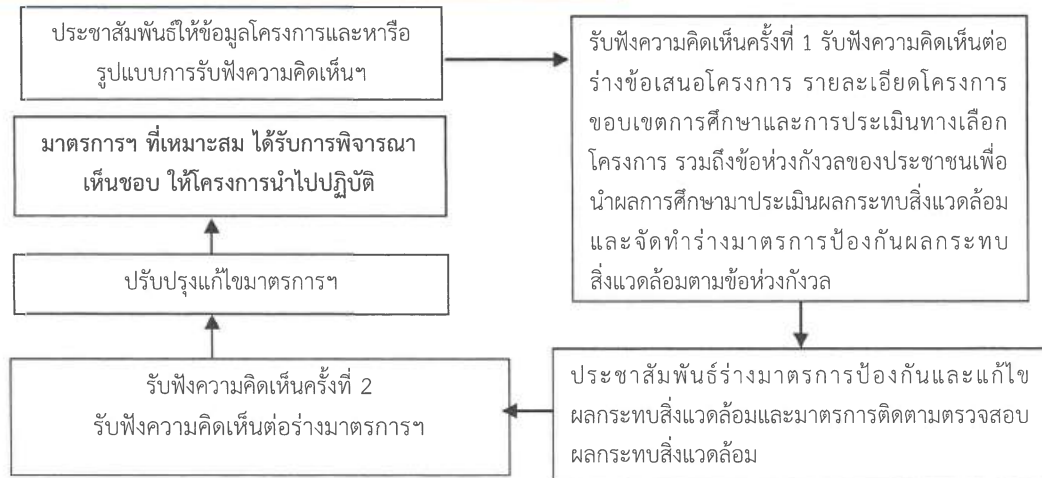 ประชาสัมพันธ์ให้ข้อมูลโครงการและหารือ
รูปแบบการรับฟังความคิดเห็นฯ
รับฟังความคิดเห็นครั้งที่ 1 รับฟังความคิดเห็นต่อ
ร่างข้อเสนอโครงการ รายละเอียดโครงการ
ขอบเขตการศึกษาและการประเมินทางเลือก
โครงการ รวมถึงข้อห่วงกังวลของประชาชนเพื่อ
นำผลการศึกษามาประเมินผลกระทบสิ่งแวดล้อม
และจัดทำร่างมาตรการป้องกันผลกระทบ
สิ่งแวดล้อมตามข้อห่วงกังวล
ประชาสัมพันธ์ร่างมาตรการป้องกันและแก้ไข
ผลกระทบสิ่งแวดล้อมและมาตรการติดตามตรวจสอบ
ผลกระทบสิ่งแวดล้อม
รับฟังความคิดเห็นครั้งที่ 2
รับฟังความคิดเห็นต่อร่างมาตรการฯ
ปรับปรุงแก้ไขมาตรการฯ
มาตรการฯ ที่เหมาะสม ได้รับการพิจารณา
เห็นชอบ ให้โครงการนำไปปฏิบัติ